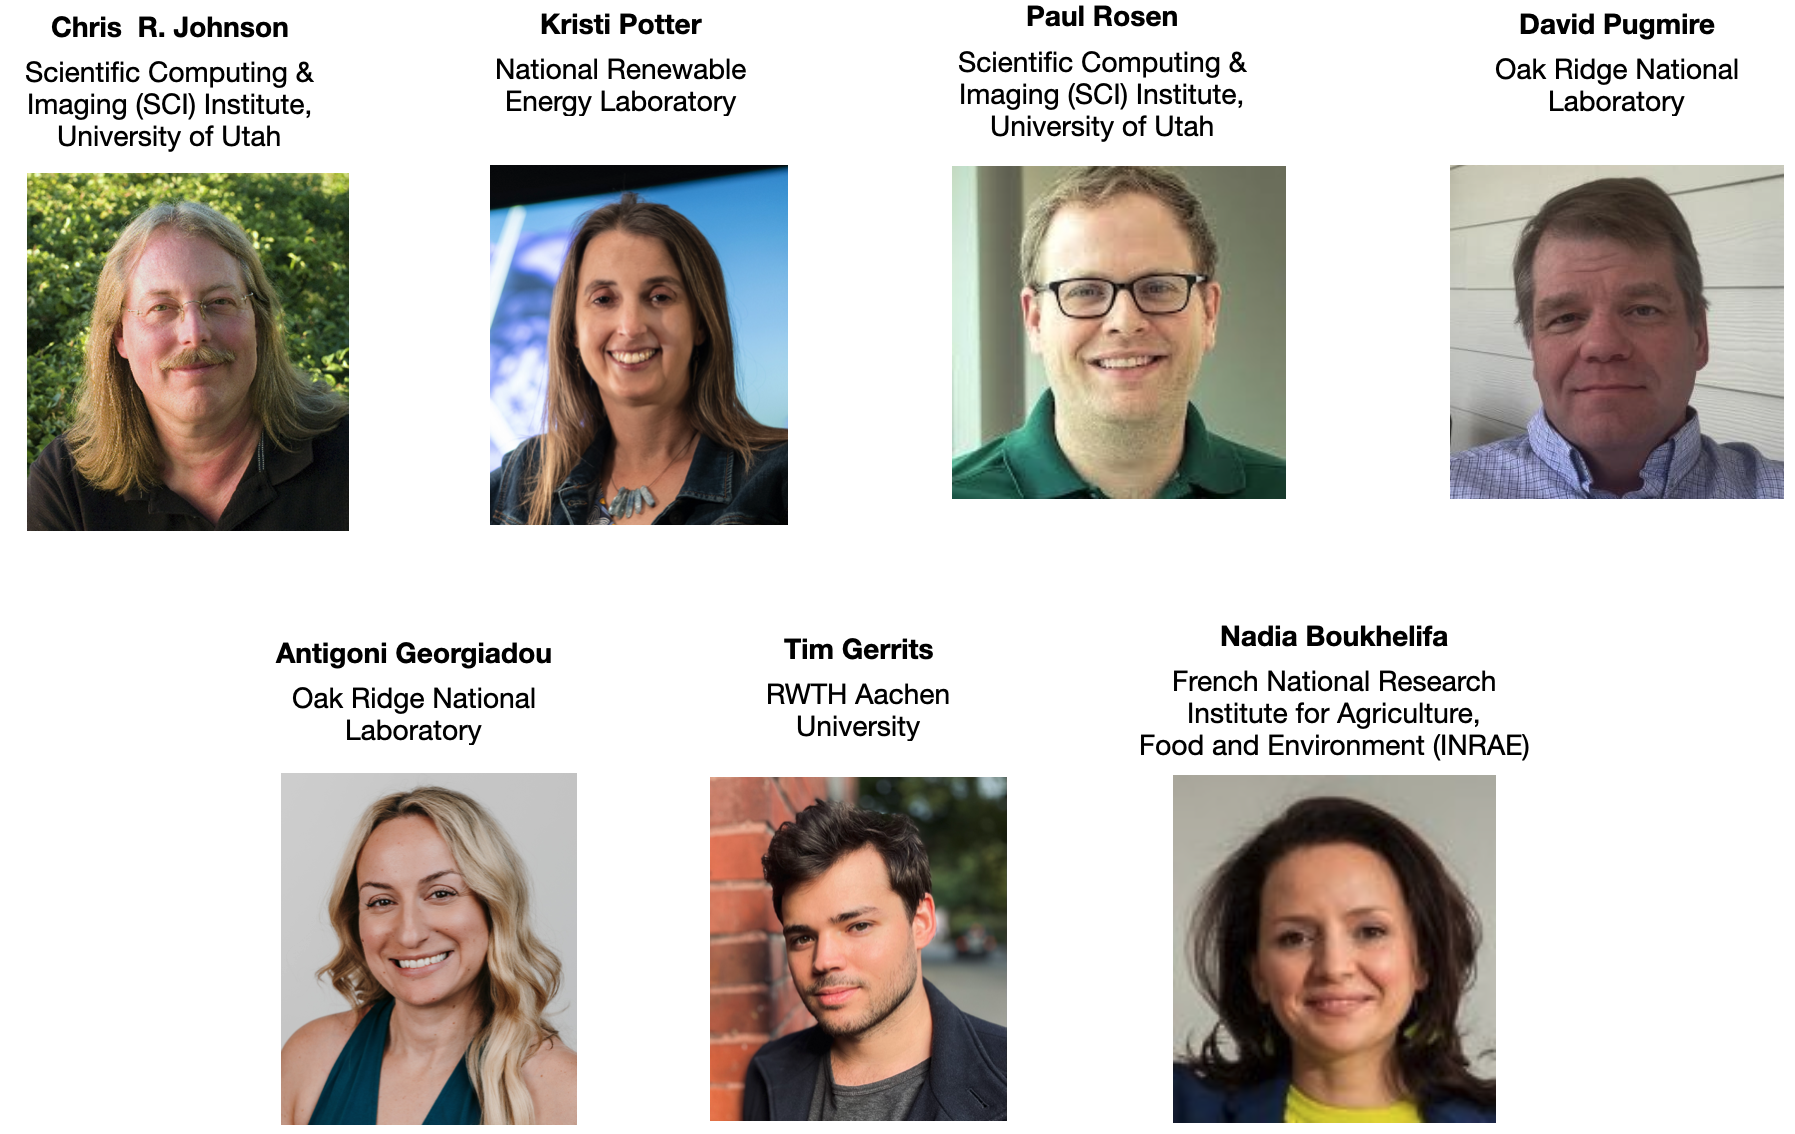 Chris  R. Johnson
Scientific Computing &
Imaging (SCI) Institute,
University of Utah
Kristi Potter
National Renewable
Energy Laboratory
Paul Rosen
Scientific Computing &
Imaging (SCI) Institute,
University of Utah
David Pugmire
Oak Ridge National
Laboratory
Antigoni Georgiadou
Oak Ridge National
Laboratory
Tim Gerrits
RWTH Aachen
University
Nadia Boukhelifa
French National Research
Institute for Agriculture,
Food and Environment (INRAE)